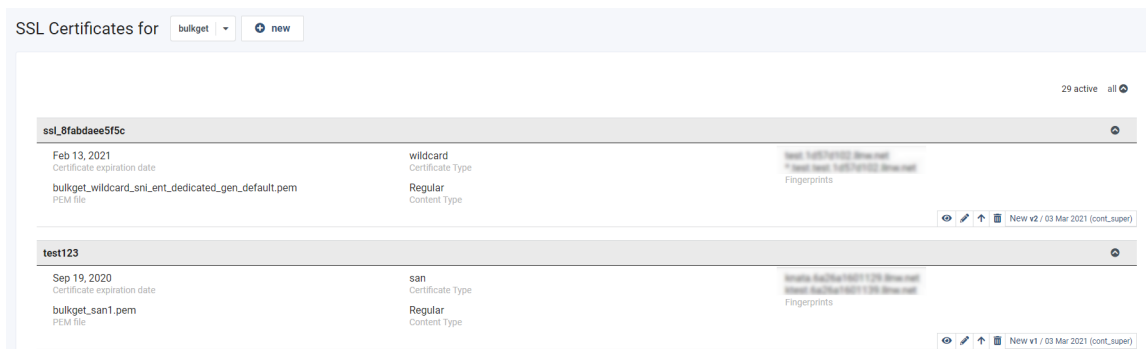 SSL Certificates for bulkget new
29 active all
ssl_8fabdaee5f5c
Feb 13, 2021 wildcard
Certificate expiration date Certificate Type
Fingerprints
bulkget_wildcard_sni_ent_dedicated_gen_default.pem Regular
PEM file Content Type
New v2 / 03 Mar 2021 (cont_super)
test123
Sep 19, 2020 san
Certificate expiration date Certificate Type
Fingerprints
bulkget_san1.pem Regular
PEM file Content Type
New v1 / 03 Mar 2021 (cont_super)